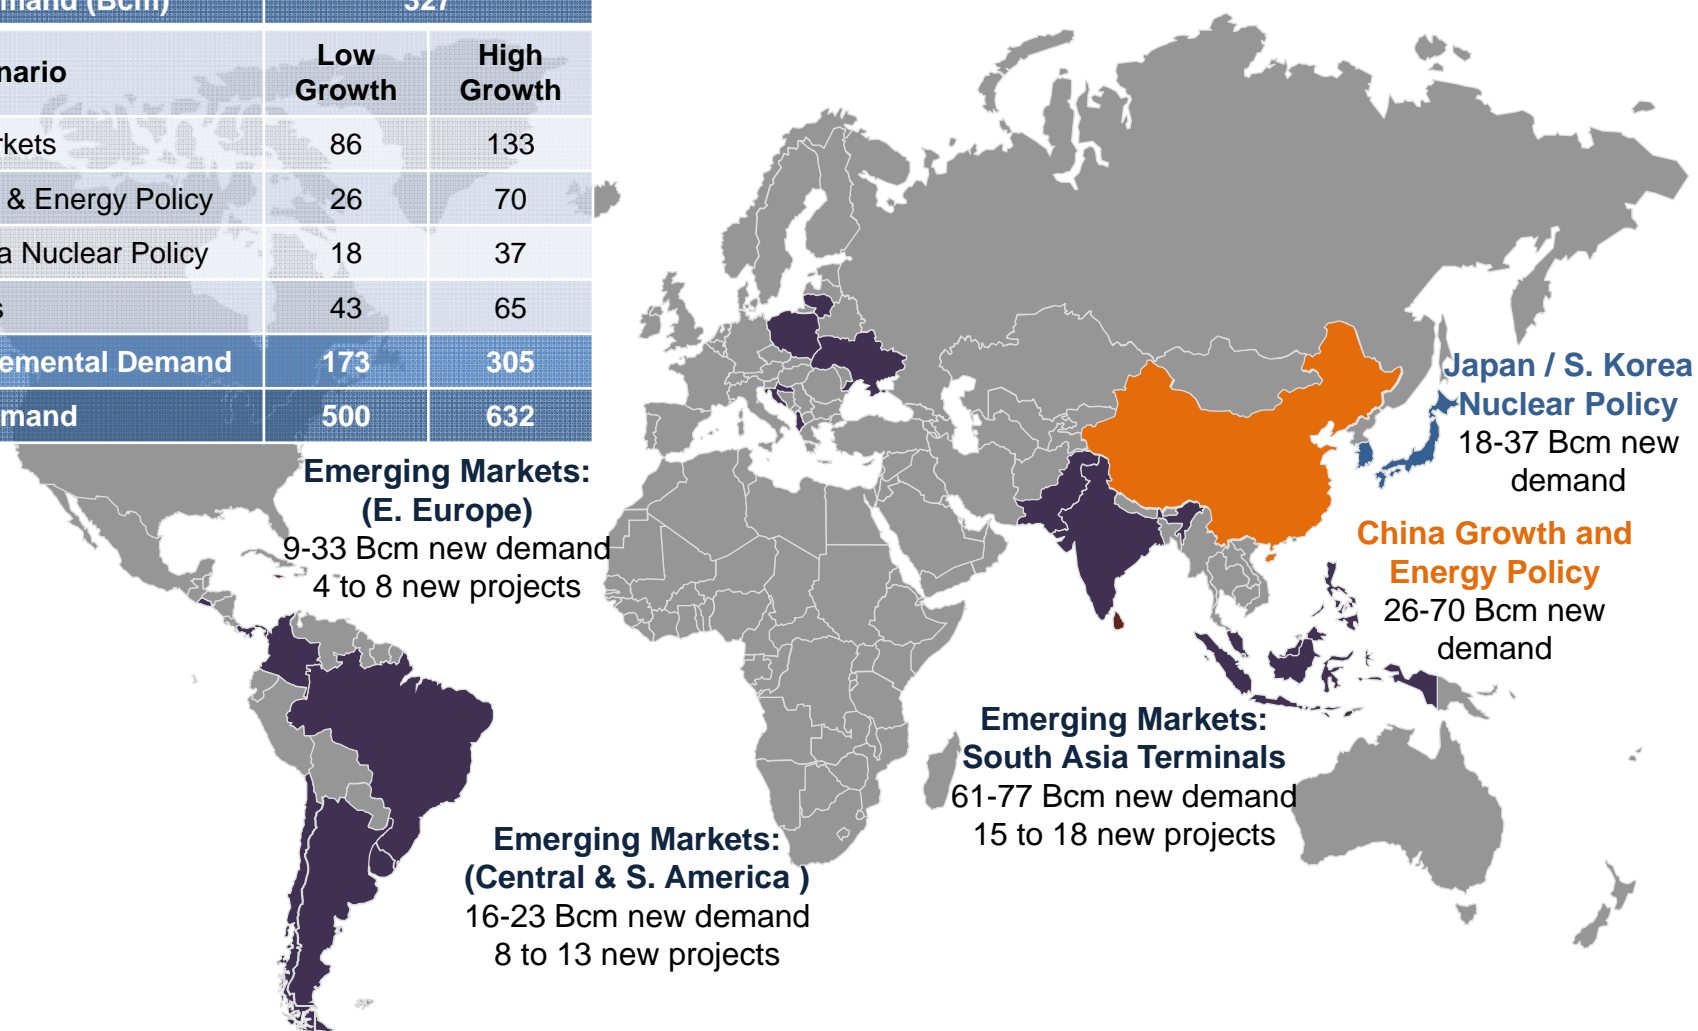 mand (Bcm) 327
nario Low Growth High Growth
rkets 86 133
& Energy Policy 26 70
a Nuclear Policy 18 37
s 43 65
emental Demand 173 305
mand 500 632
Emerging Markets:
(E. Europe)
9-33 Bcm new demand
4 to 8 new projects
Japan / S. Korea
Nuclear Policy
18-37 Bcm new
demand
China Growth and
Energy Policy
26-70 Bcm new
demand
Emerging Markets:
South Asia Terminals
61-77 Bcm new demand
15 to 18 new projects
Emerging Markets:
(Central & S. America )
16-23 Bcm new demand
8 to 13 new projects